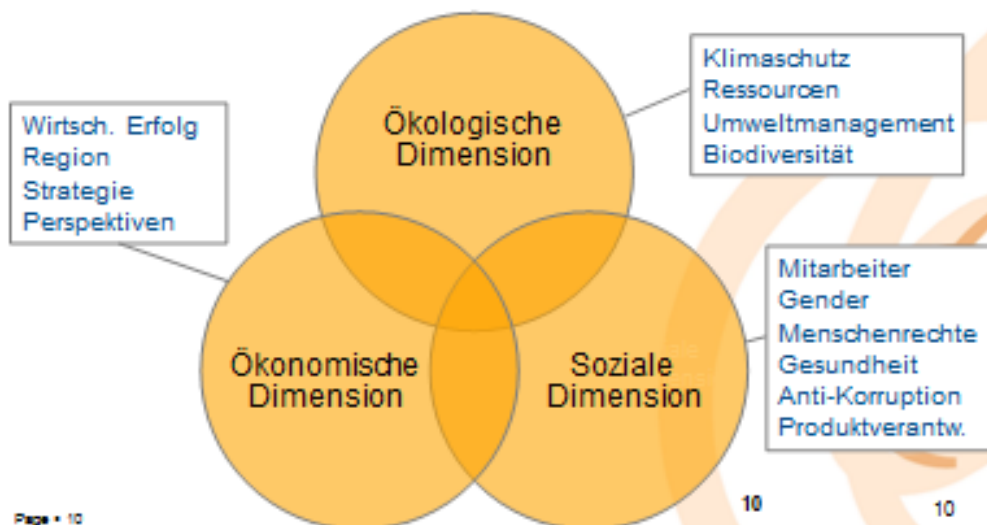 Ökologische
Dimension
Klimaschutz
Ressourcen
Umweltmanagement
Biodiversität
Wirtsch. Erfolg
Region
Strategie
Perspektiven
Ökonomische
Dimension
Soziale
Dimension
Mitarbeiter
Gender
Menschenrechte
Gesundheit
Anti-Korruption
Produktverantw.
Page • 10
10
10